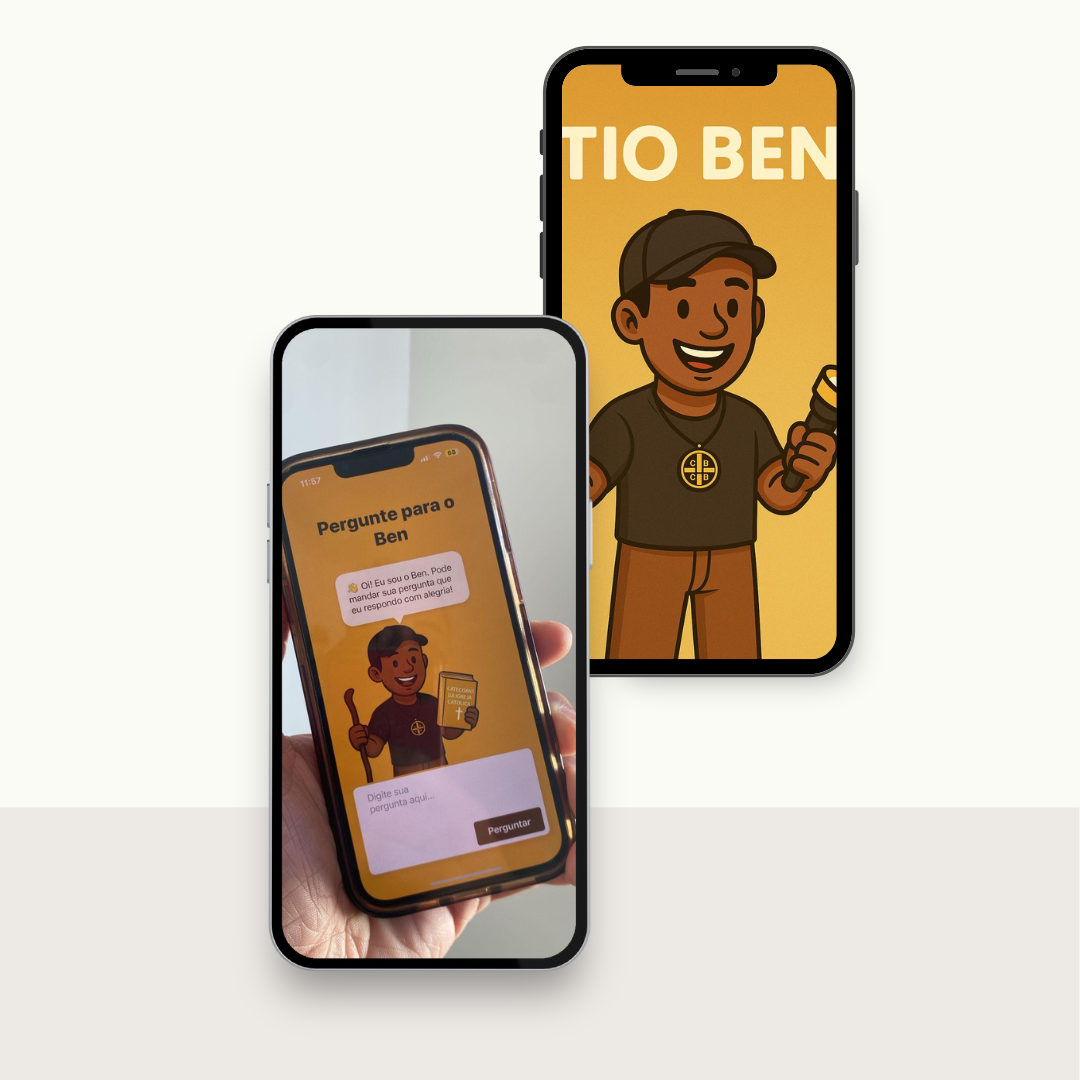 TIO BEN
C B
C B
11:57
68
Pergunte para o
Ben
👋 Oi! Eu sou o Ben. Pode
mandar sua pergunta que
eu respondo com alegria!
CATECISMO
DA IGREJA
CATÓLICA
Digite sua
pergunta aqui...
Perguntar